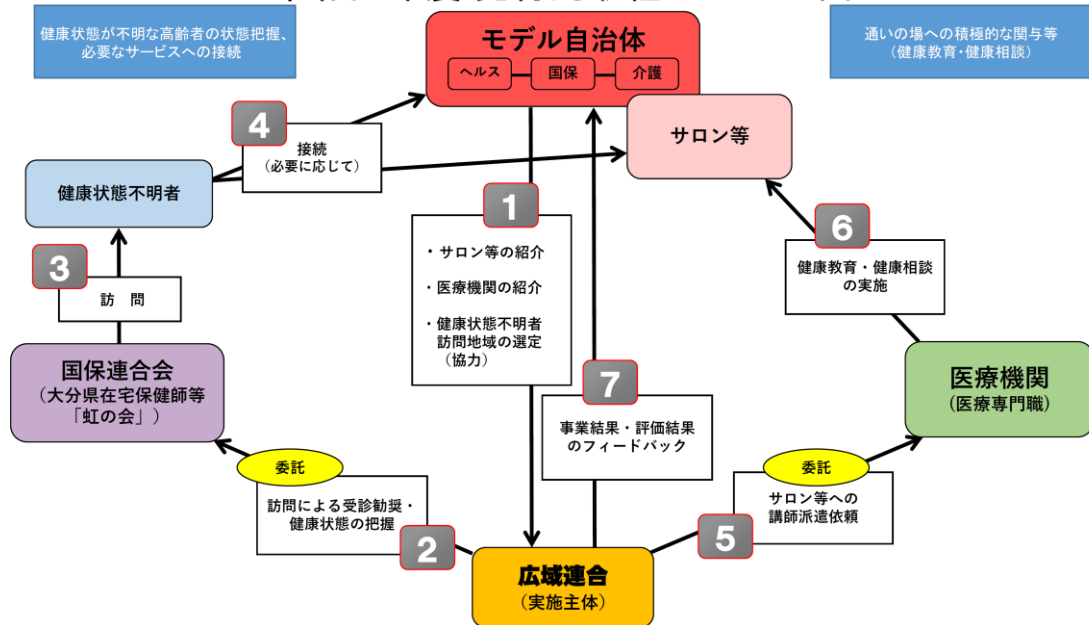 健康状態が不明な高齢者の状態把握、
必要なサービスへの接続
モデル自治体
ヘルス
国保
介護
通いの場への積極的な関与等
（健康教育・健康相談）
サロン等
4
接続
（必要に応じて）
健康状態不明者
1
・サロン等の紹介
・医療機関の紹介
・健康状態不明者
訪問地域の選定
（協力）
6
健康教育・健康相談
の実施
3
訪　問
国保連合会
（大分県在宅保健師等
「虹の会」）
7
事業結果・評価結果
のフィードバック
医療機関
（医療専門職）
委託
訪問による受診勧奨・
健康状態の把握
2
委託
サロン等への
講師派遣依頼
5
広域連合
（実施主体）